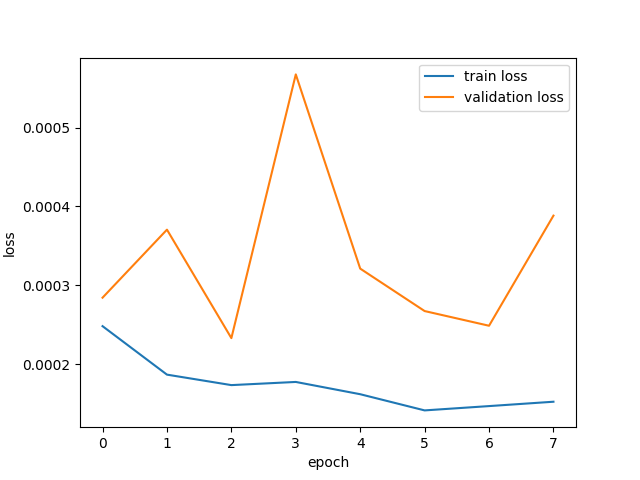 train loss
validation loss
0.0005
0.0004
0.0003
0.0002
loss
0 1 2 3 4 5 6 7
epoch